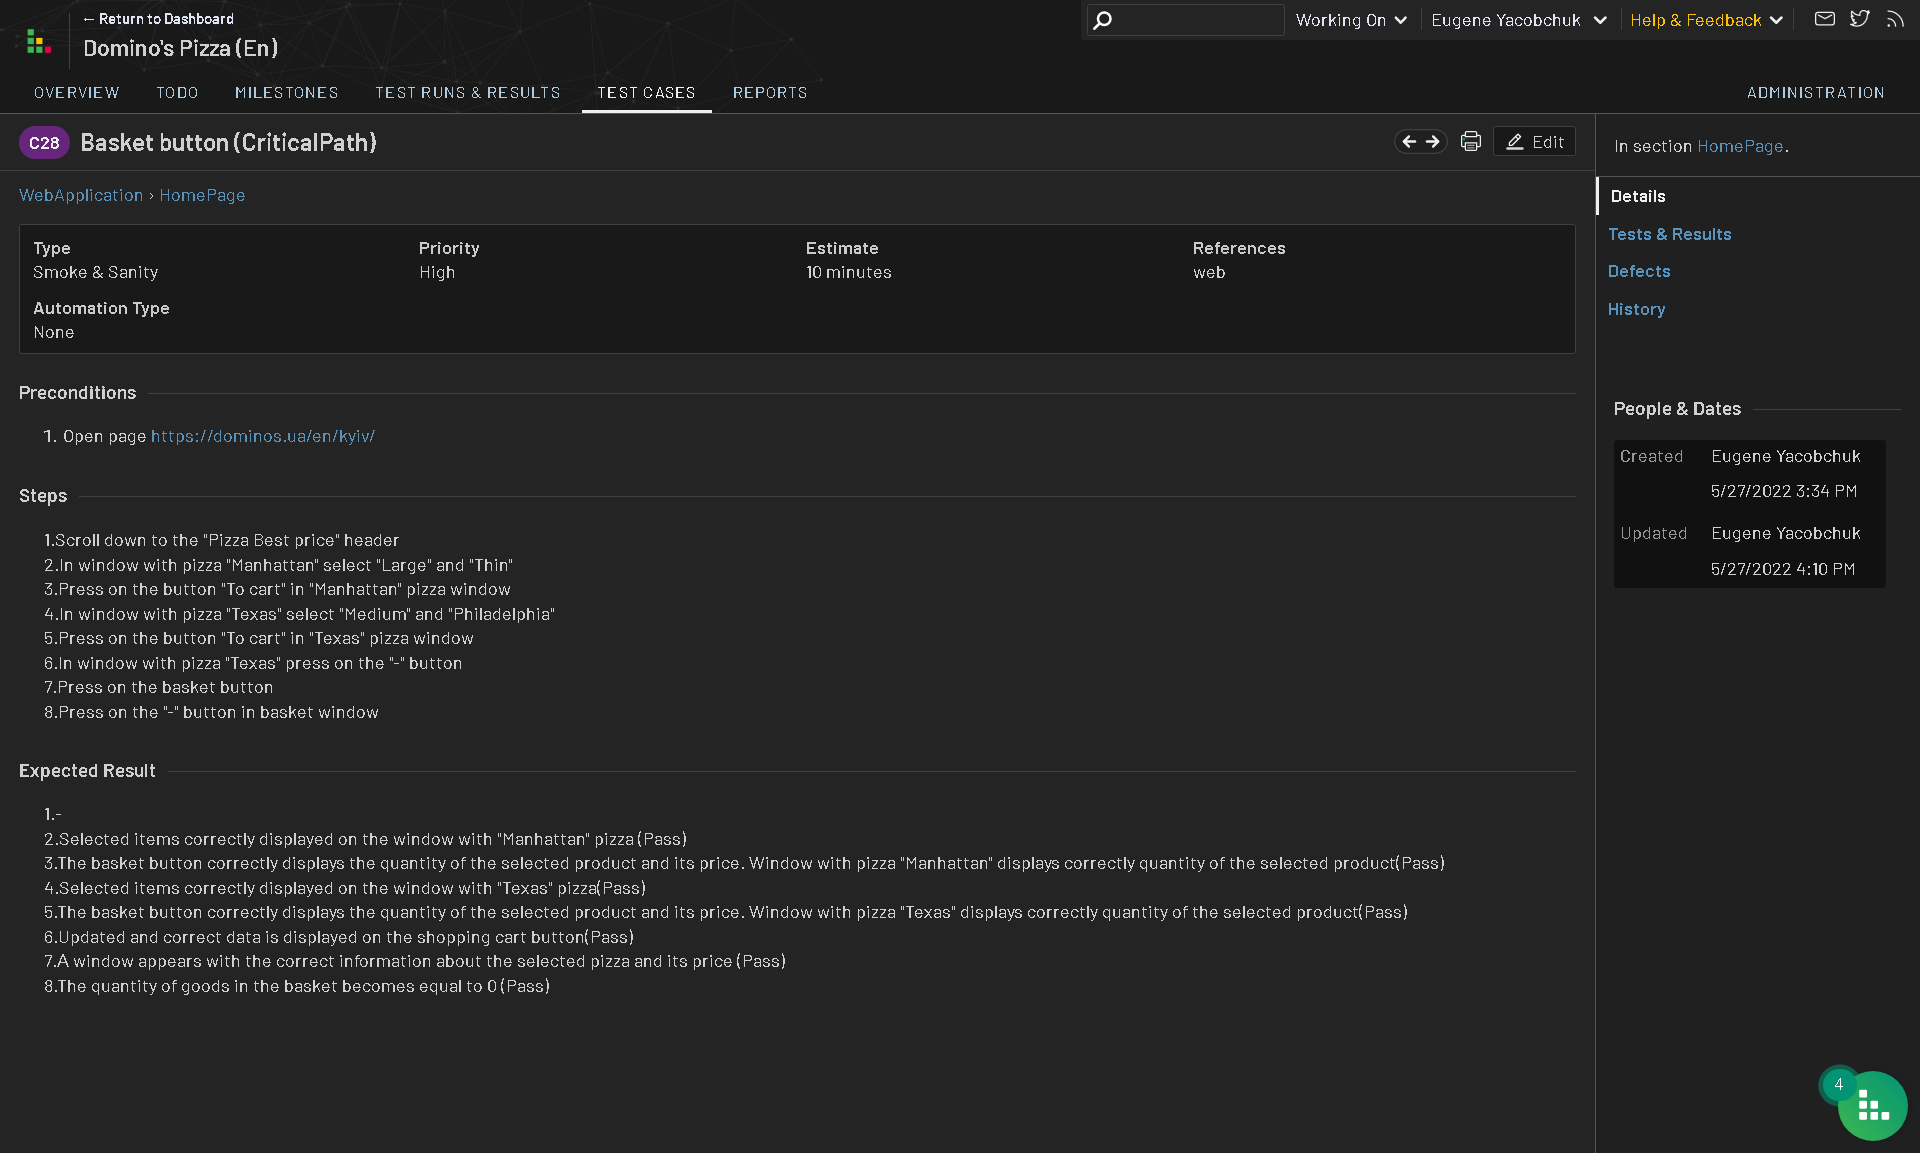 ← Return to Dashboard
Domino's Pizza (En)
Working On
Eugene Yacobchuk
Help & Feedback
OVERVIEW
TODO
MILESTONES
TEST RUNS & RESULTS
TEST CASES
REPORTS
ADMINISTRATION
C28
Basket button (CriticalPath)
Edit
WebApplication › HomePage
Type
Priority
Estimate
References
Smoke & Sanity
High
10 minutes
web
Automation Type
None
Preconditions
1. Open page https://dominos.ua/en/kyiv/
Steps
1.Scroll down to the "Pizza Best price" header
2.In window with pizza "Manhattan" select "Large" and "Thin"
3.Press on the button "To cart" in "Manhattan" pizza window
4.In window with pizza "Texas" select "Medium" and "Philadelphia"
5.Press on the button "To cart" in "Texas" pizza window
6.In window with pizza "Texas" press on the "-" button
7.Press on the basket button
8.Press on the "-" button in basket window
Expected Result
1.-
2.Selected items correctly displayed on the window with "Manhattan" pizza (Pass)
3.The basket button correctly displays the quantity of the selected product and its price. Window with pizza "Manhattan" displays correctly quantity of the selected product(Pass)
4.Selected items correctly displayed on the window with "Texas" pizza(Pass)
5.The basket button correctly displays the quantity of the selected product and its price. Window with pizza "Texas" displays correctly quantity of the selected product(Pass)
6.Updated and correct data is displayed on the shopping cart button(Pass)
7.A window appears with the correct information about the selected pizza and its price (Pass)
8.The quantity of goods in the basket becomes equal to 0 (Pass)
In section HomePage.
Details
Tests & Results
Defects
History
People & Dates
Created
Eugene Yacobchuk
5/27/2022 3:34 PM
Updated
Eugene Yacobchuk
5/27/2022 4:10 PM
4